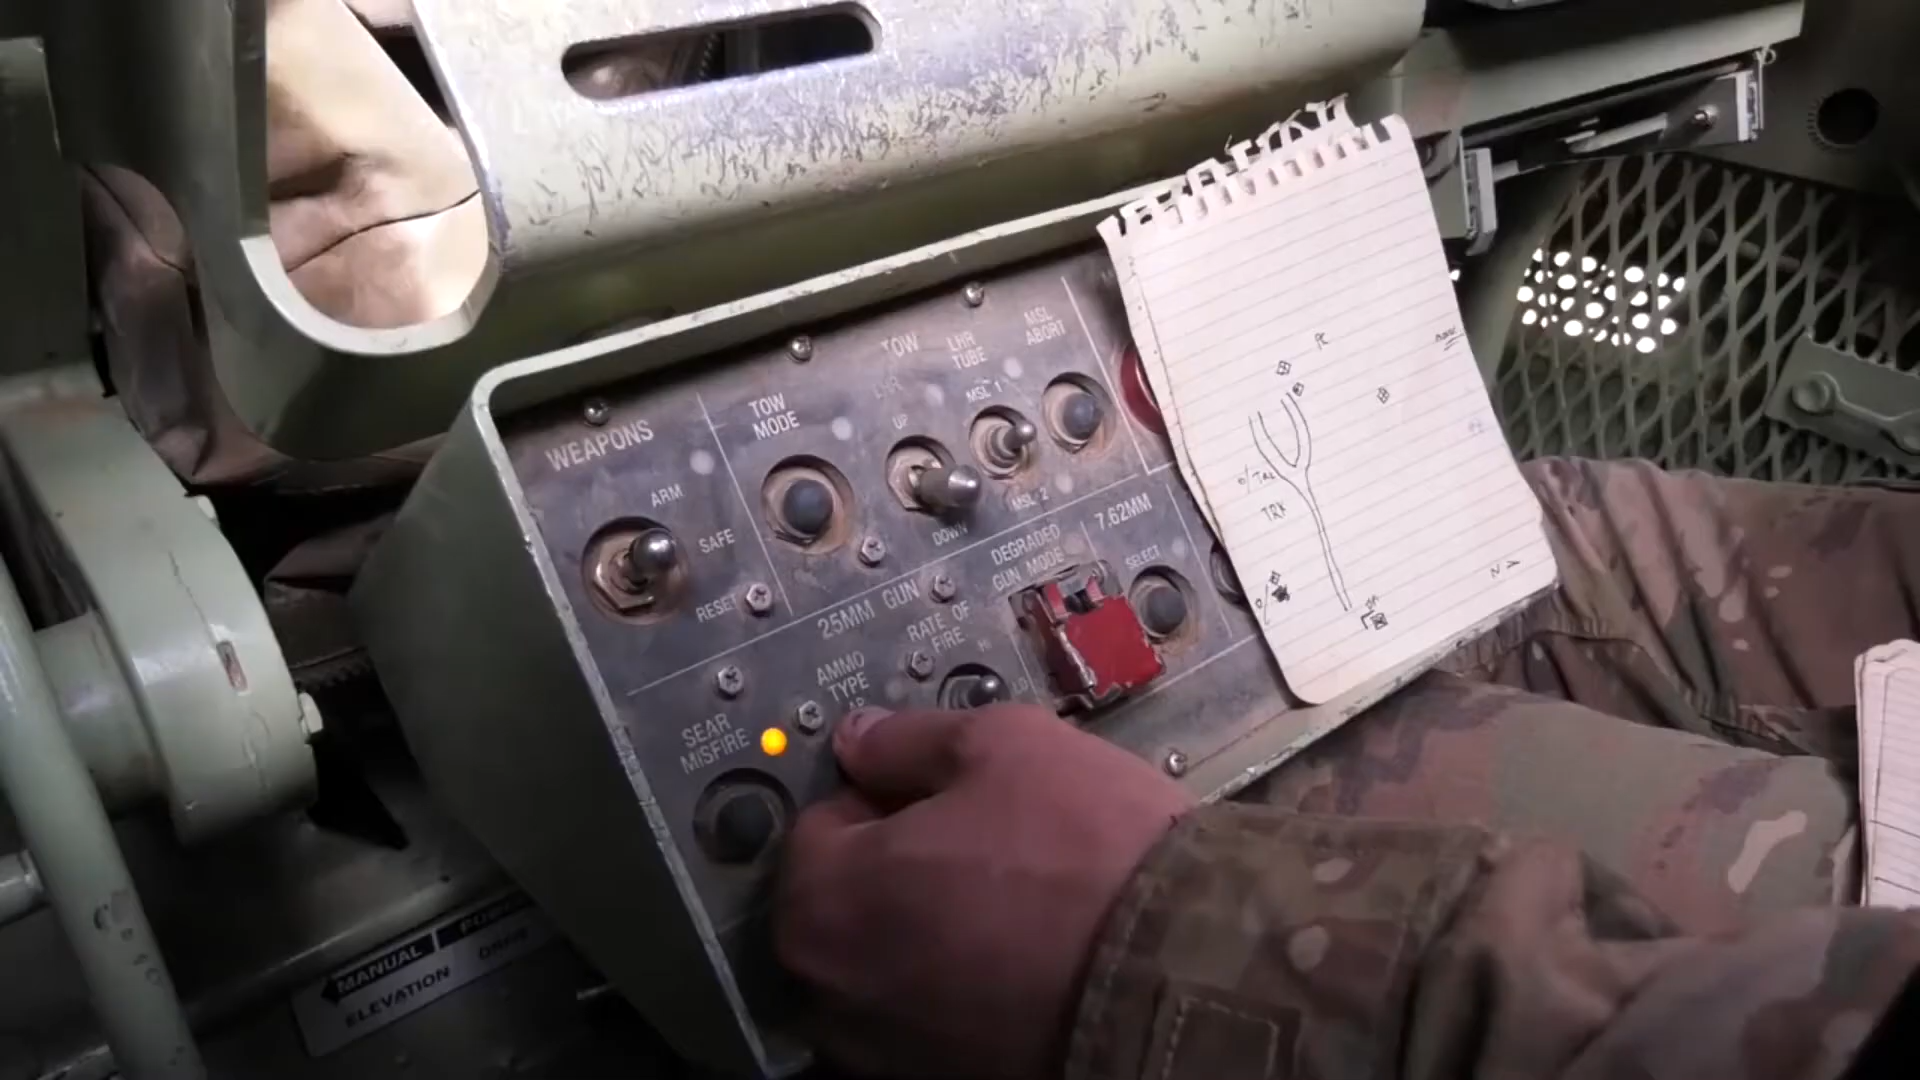 WEAPONS
ARM
SAFE
RESET
TOW
MODE
TOW
LHR
UP
DOWN
LHR
TUBE
MSL 1
MSL 2
MSL
ABORT
25MM GUN
SEAR
MISFIRE
AMMO
TYPE
AP
RATE OF
FIRE
HI
LO
DEGRADED
GUN MODE
7.62MM
SELECT
PC
O/TRL
TRK
N
MANUAL
ELEVATION
DRIVE